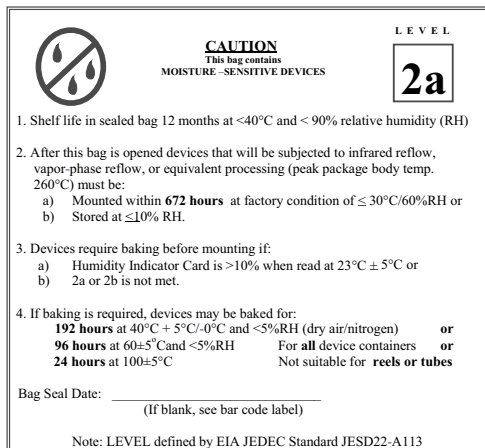 LEVEL
CAUTION
This bag contains
MOISTURE –SENSITIVE DEVICES
2a
1. Shelf life in sealed bag 12 months at <40°C and < 90% relative humidity (RH)
2. After this bag is opened devices that will be subjected to infrared reflow,
vapor-phase reflow, or equivalent processing (peak package body temp.
260°C) must be:
a) Mounted within 672 hours at factory condition of ≤ 30°C/60%RH or
b) Stored at ≤10% RH.
3. Devices require baking before mounting if:
a) Humidity Indicator Card is >10% when read at 23°C ± 5°C or
b) 2a or 2b is not met.
4. If baking is required, devices may be baked for:
192 hours at 40°C + 5°C/-0°C and <5%RH (dry air/nitrogen) or
96 hours at 60±5°Cand <5%RH For all device containers or
24 hours at 100±5°C Not suitable for reels or tubes
Bag Seal Date: ______________________________
(If blank, see bar code label)
Note: LEVEL defined by EIA JEDEC Standard JESD22-A113